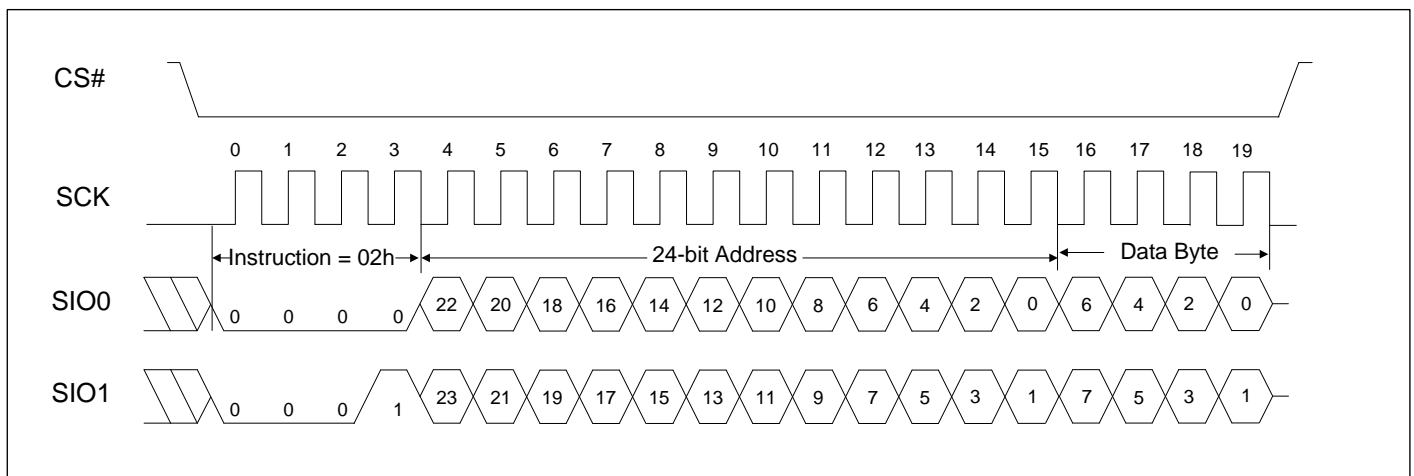 CS#
0 1 2 3 4 5 6 7 8 9 10 11 12 13 14 15 16 17 18 19
SCK
Instruction = 02h 24-bit Address Data Byte
SIO0 0 0 0 0 22 20 18 16 14 12 10 8 6 4 2 0 6 4 2 0
SIO1 0 0 0 1 23 21 19 17 15 13 11 9 7 5 3 1 7 5 3 1